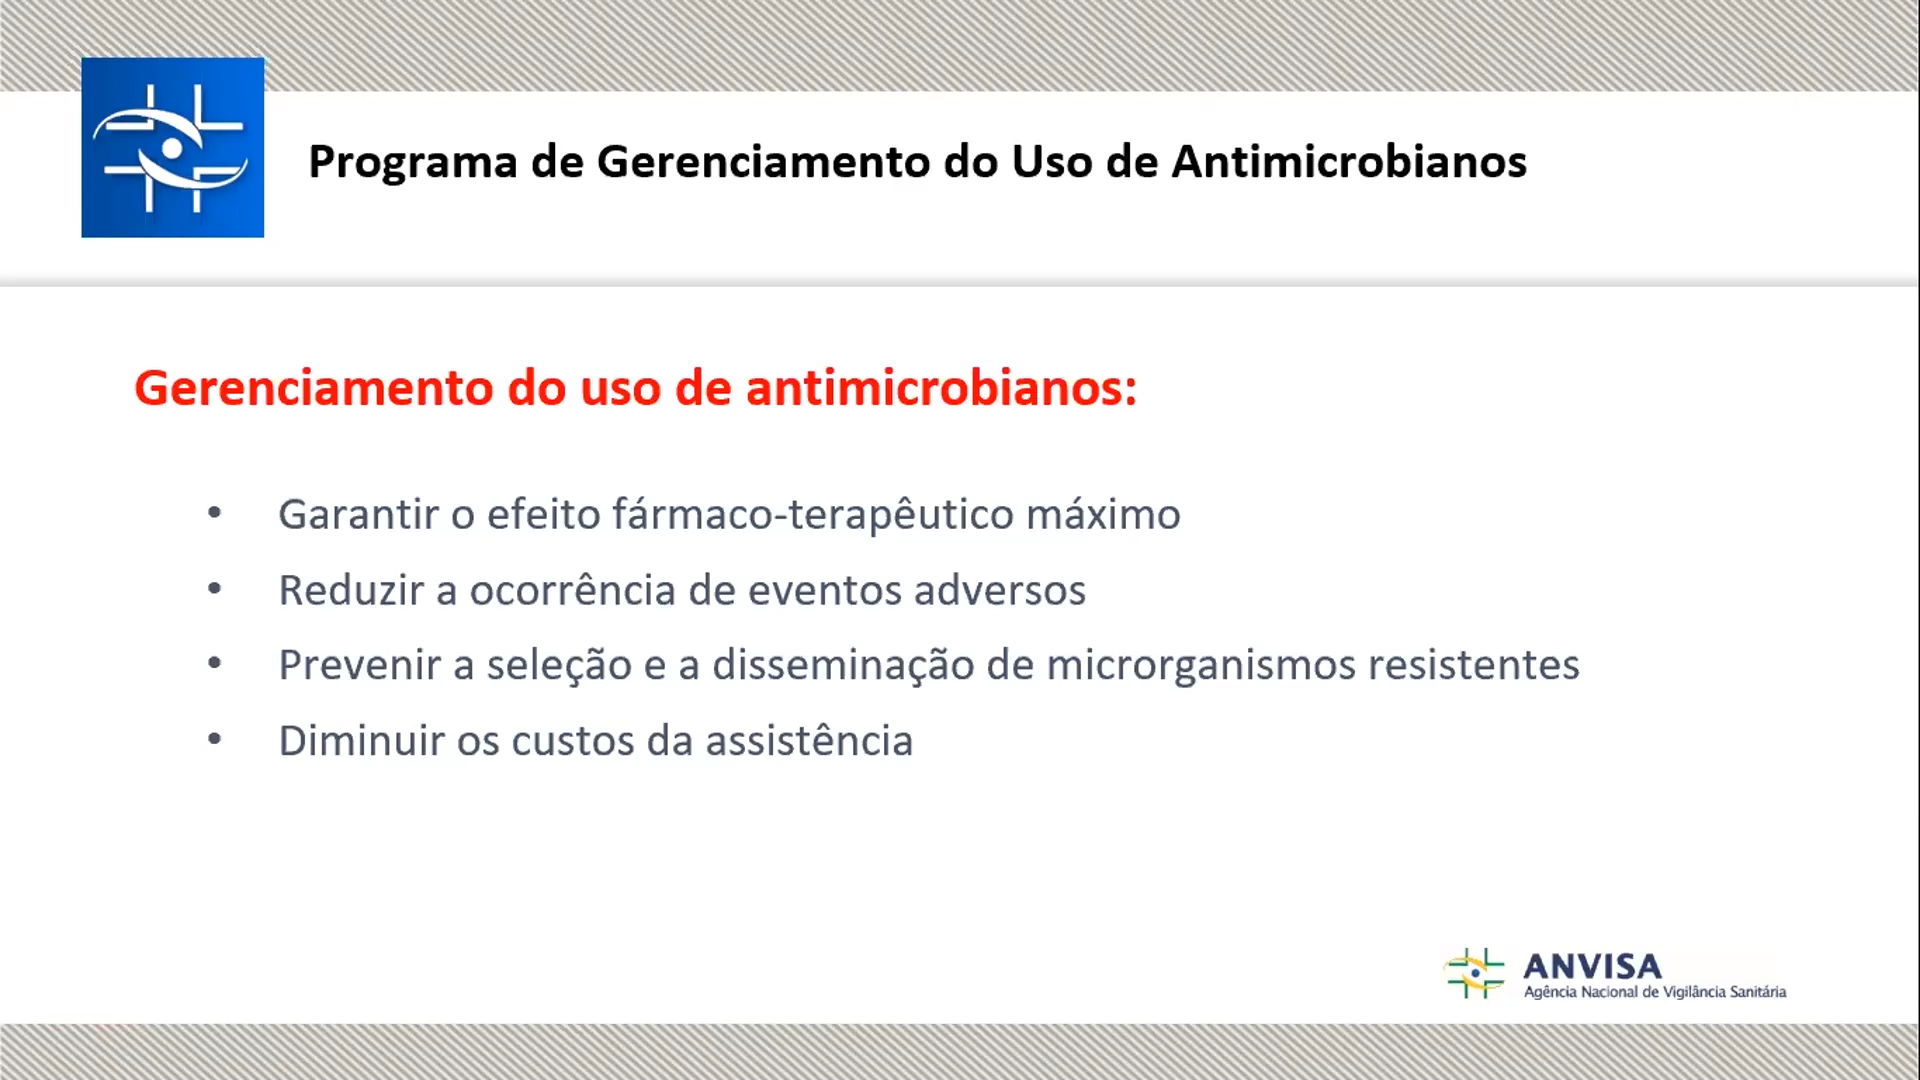 Programa de Gerenciamento do Uso de Antimicrobianos
Gerenciamento do uso de antimicrobianos:
• Garantir o efeito fármaco-terapêutico máximo
• Reduzir a ocorrência de eventos adversos
• Prevenir a seleção e a disseminação de microrganismos resistentes
• Diminuir os custos da assistência
ANVISA
Agência Nacional de Vigilância Sanitária